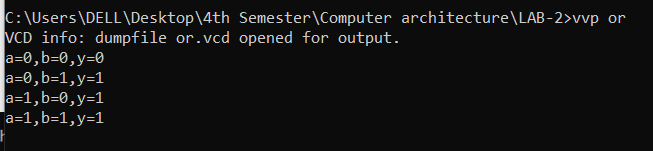 C:\Users\DELL\Desktop\4th Semester\Computer architecture\LAB-2>vvp or
VCD info: dumpfile or.vcd opened for output.
a=0,b=0,y=0
a=0,b=1,y=1
a=1,b=0,y=1
a=1,b=1,y=1